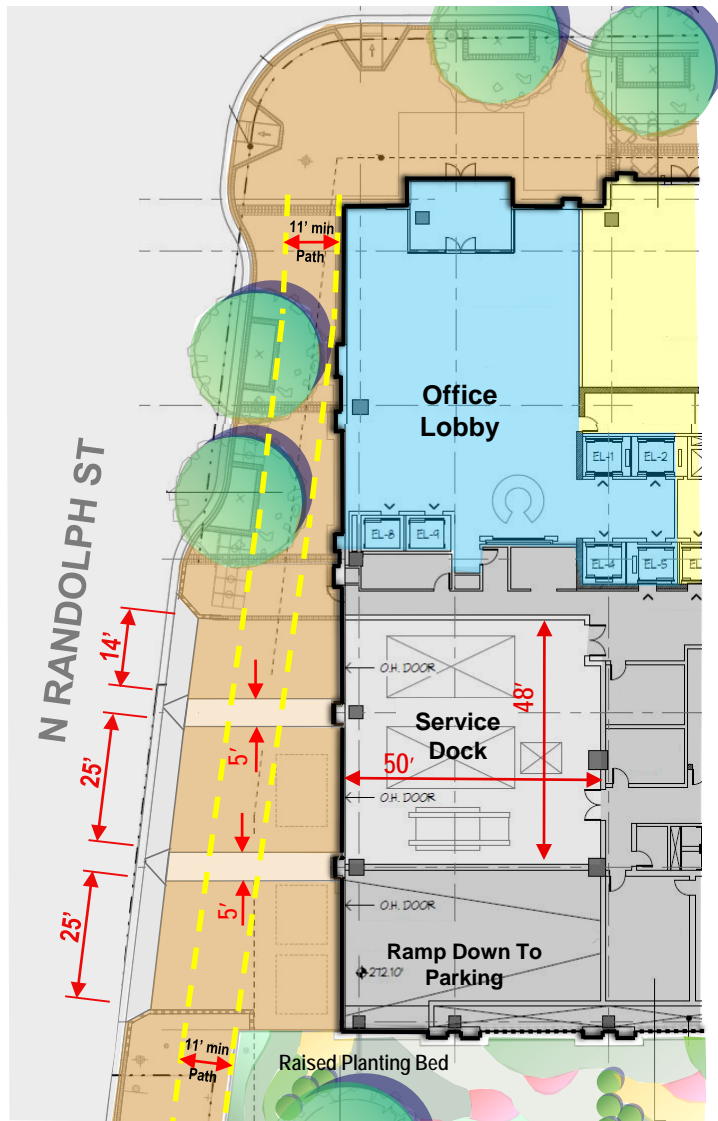 11' min
Path
Office
Lobby
EL-1
EL-2
EL-8
EL-9
EL-4
EL-5
EL
N RANDOLPH ST
14'
O.H. DOOR
48'
Service
Dock
5'
25'
50'
O.H. DOOR
5'
25'
O.H. DOOR
Ramp Down To
Parking
272.10'
11' min
Path
Raised Planting Bed